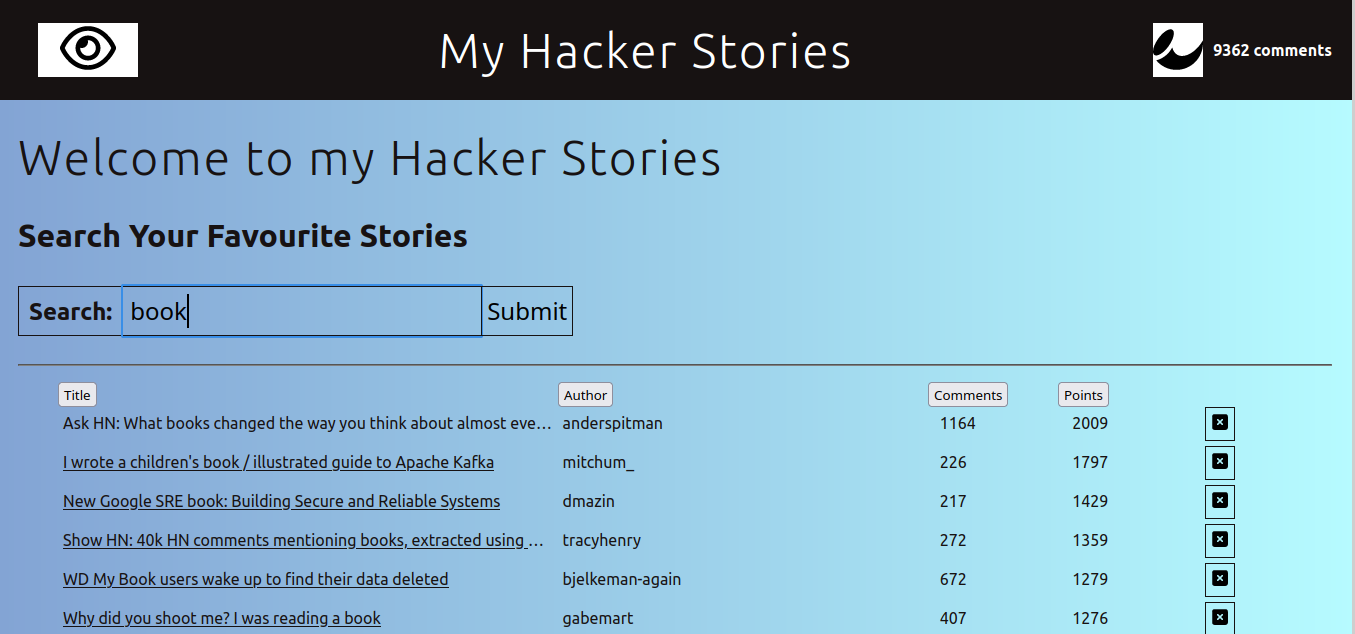 My Hacker Stories
9362 comments
Welcome to my Hacker Stories
Search Your Favourite Stories
Search: book Submit
Title Author Comments Points
Ask HN: What books changed the way you think about almost eve… anderspitman 1164 2009
I wrote a children's book / illustrated guide to Apache Kafka mitchum_ 226 1797
New Google SRE book: Building Secure and Reliable Systems dmazin 217 1429
Show HN: 40k HN comments mentioning books, extracted using … tracyhenry 272 1359
WD My Book users wake up to find their data deleted bjelkeman-again 672 1279
Why did you shoot me? I was reading a book gabemart 407 1276